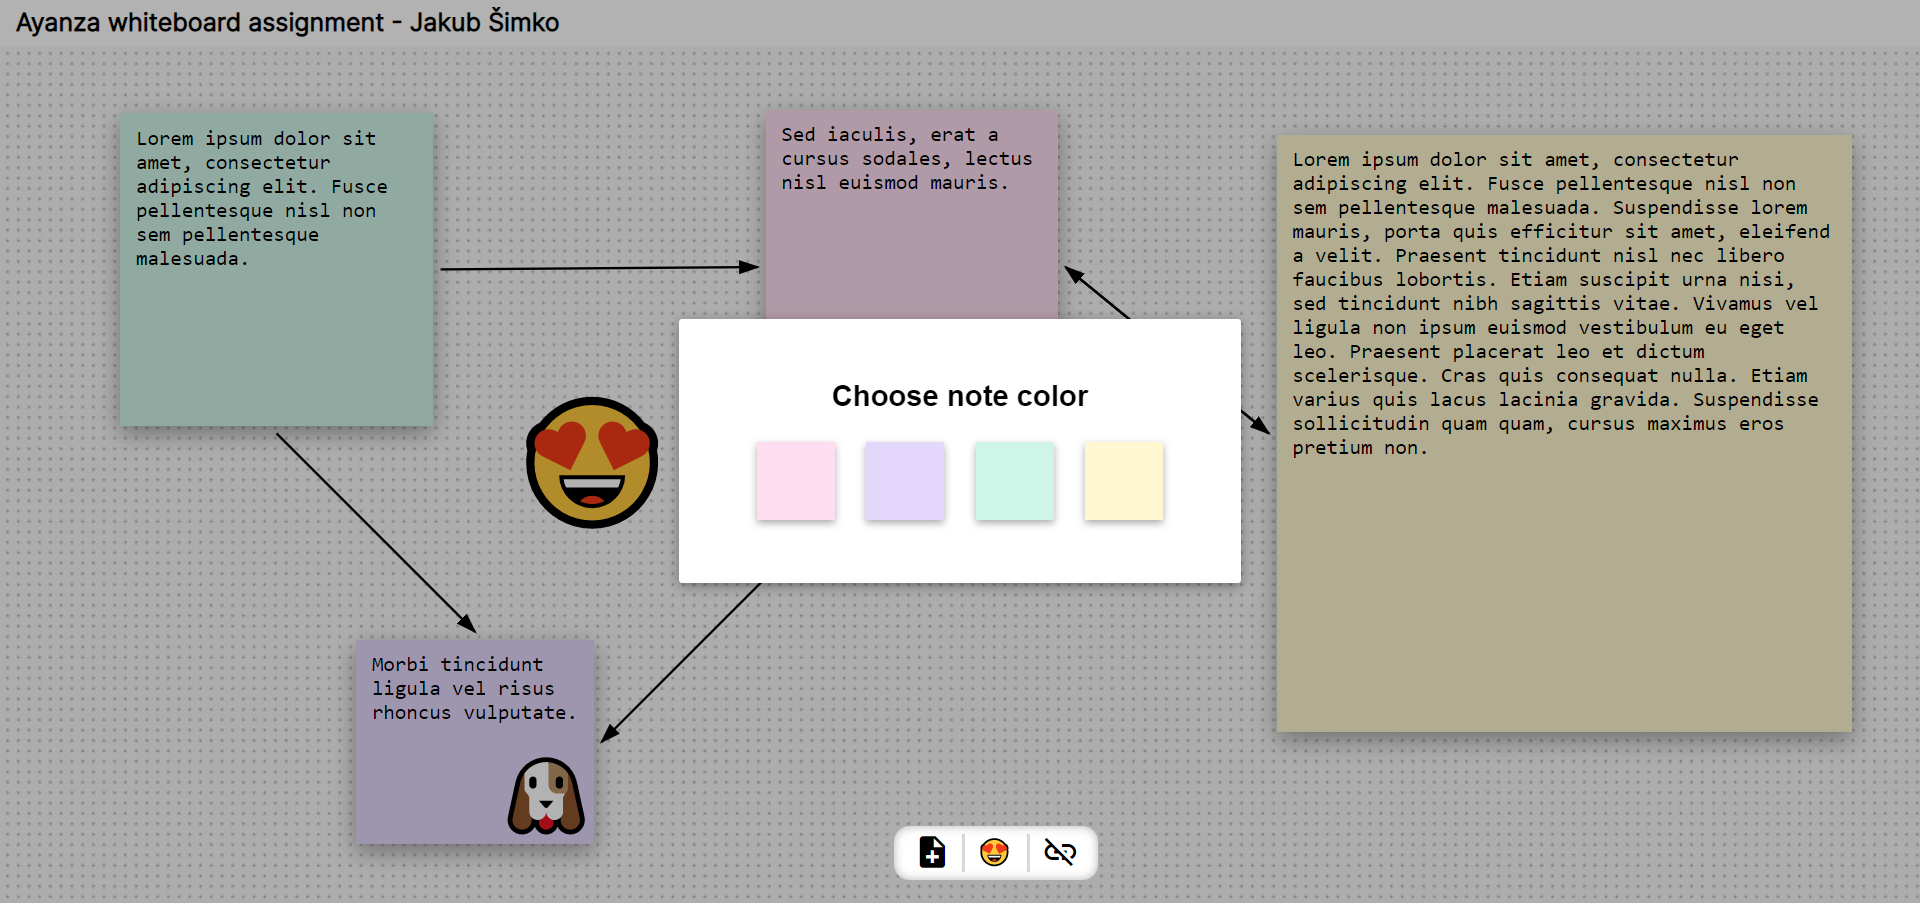 Ayanza whiteboard assignment - Jakub Šimko
Lorem ipsum dolor sit
amet, consectetur
adipiscing elit. Fusce
pellentesque nisl non
sem pellentesque
malesuada.
Sed iaculis, erat a
cursus sodales, lectus
nisl euismod mauris.
Lorem ipsum dolor sit amet, consectetur
adipiscing elit. Fusce pellentesque nisl non
sem pellentesque malesuada. Suspendisse lorem
mauris, porta quis efficitur sit amet, eleifend
a velit. Praesent tincidunt nisl nec libero
faucibus lobortis. Etiam suscipit urna nisi,
sed tincidunt nibh sagittis vitae. Vivamus vel
ligula non ipsum euismod vestibulum eu eget
leo. Praesent placerat leo et dictum
scelerisque. Cras quis consequat nulla. Etiam
varius quis lacus lacinia gravida. Suspendisse
sollicitudin quam quam, cursus maximus eros
pretium non.
Choose note color
Morbi tincidunt
ligula vel risus
rhoncus vulputate.